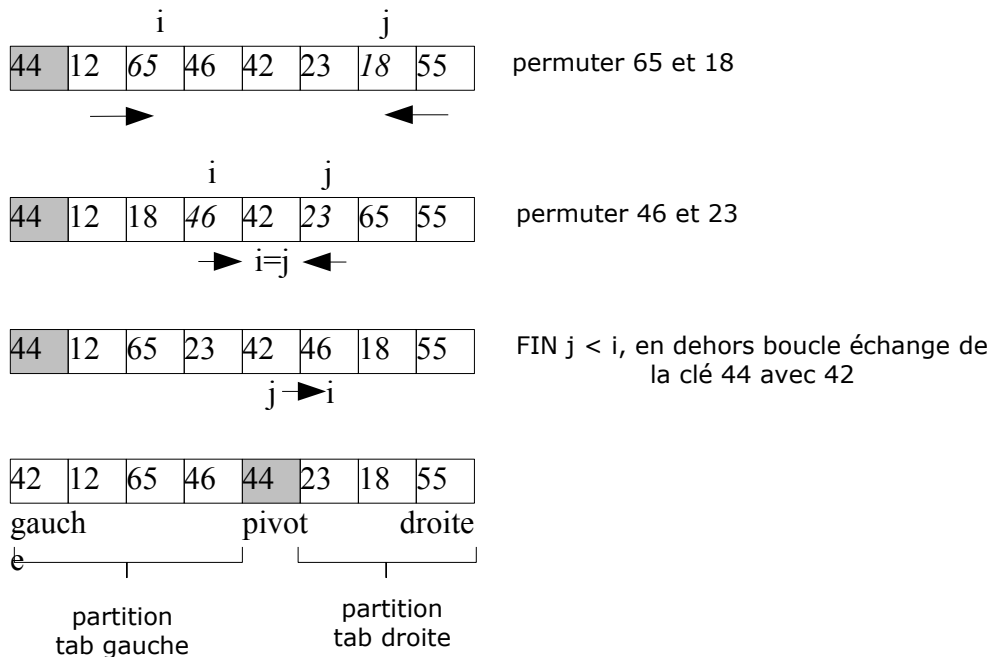 i j
44 12 65 46 42 23 18 55 permuter 65 et 18
i j
44 12 18 46 42 23 65 55 permuter 46 et 23
i=j
44 12 65 23 42 46 18 55 FIN j < i, en dehors boucle échange de
la clé 44 avec 42
j i
42 12 65 46 44 23 18 55
gauch pivot droite
e
partition
tab gauche
partition
tab droite